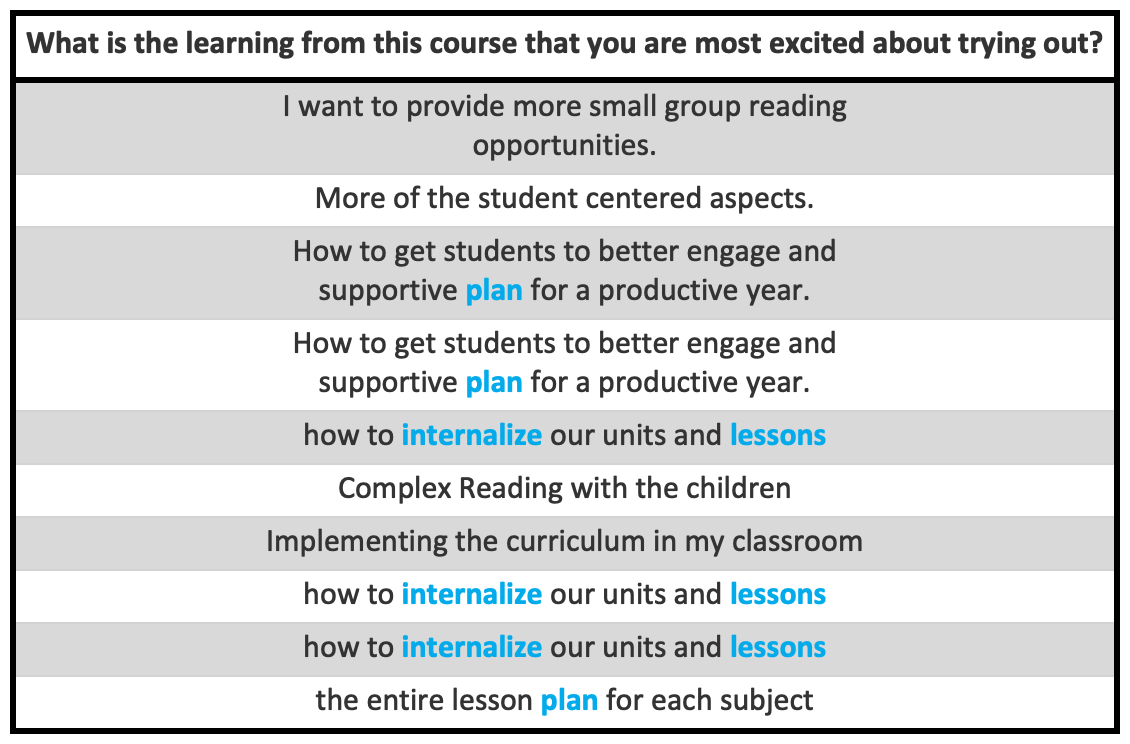 What is the learning from this course that you are most excited about trying out?
I want to provide more small group reading
opportunities.
More of the student centered aspects.
How to get students to better engage and
supportive plan for a productive year.
How to get students to better engage and
supportive plan for a productive year.
how to internalize our units and lessons
Complex Reading with the children
Implementing the curriculum in my classroom
how to internalize our units and lessons
how to internalize our units and lessons
the entire lesson plan for each subject